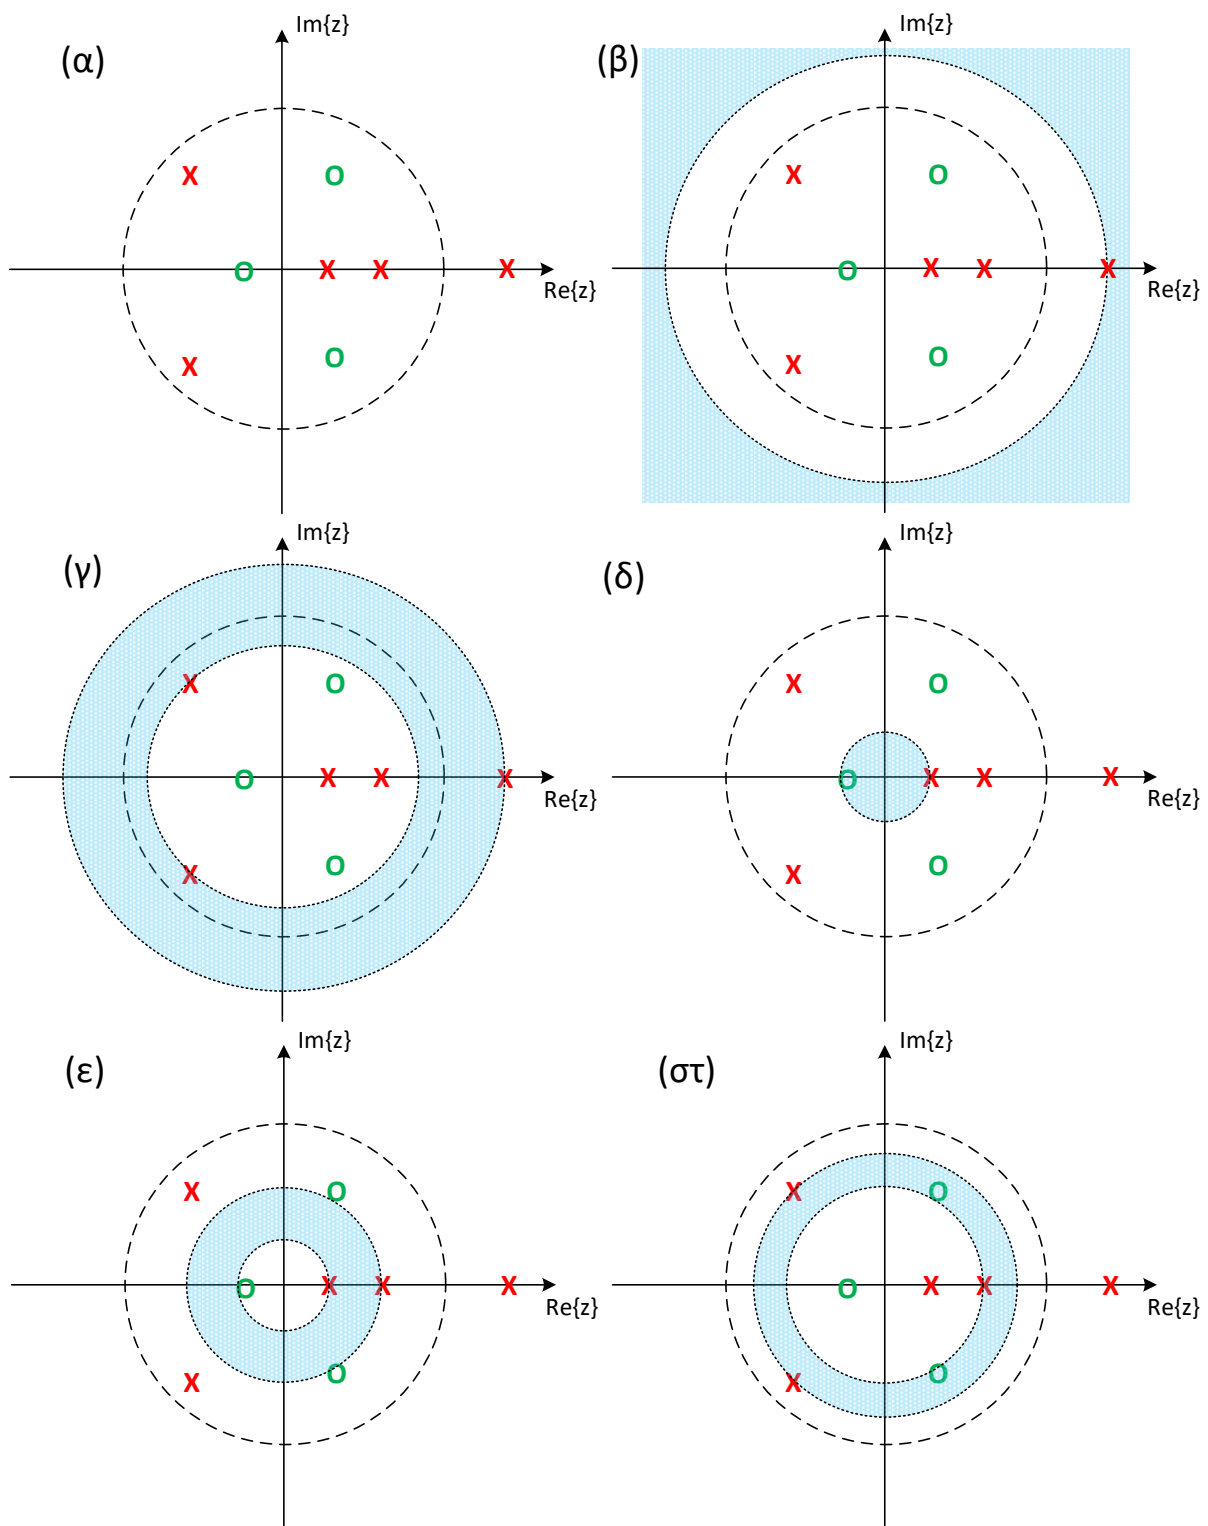 (α)
Im{z}
Re{z}
X
O
O
X
X
X
X
O
(β)
Im{z}
Re{z}
X
O
O
X
X
X
X
O
(γ)
Im{z}
Re{z}
X
O
O
X
X
X
X
O
(δ)
Im{z}
Re{z}
X
O
O
X
X
X
X
O
(ε)
Im{z}
Re{z}
X
O
O
X
X
X
X
O
(στ)
Im{z}
Re{z}
X
O
O
X
X
X
X
O